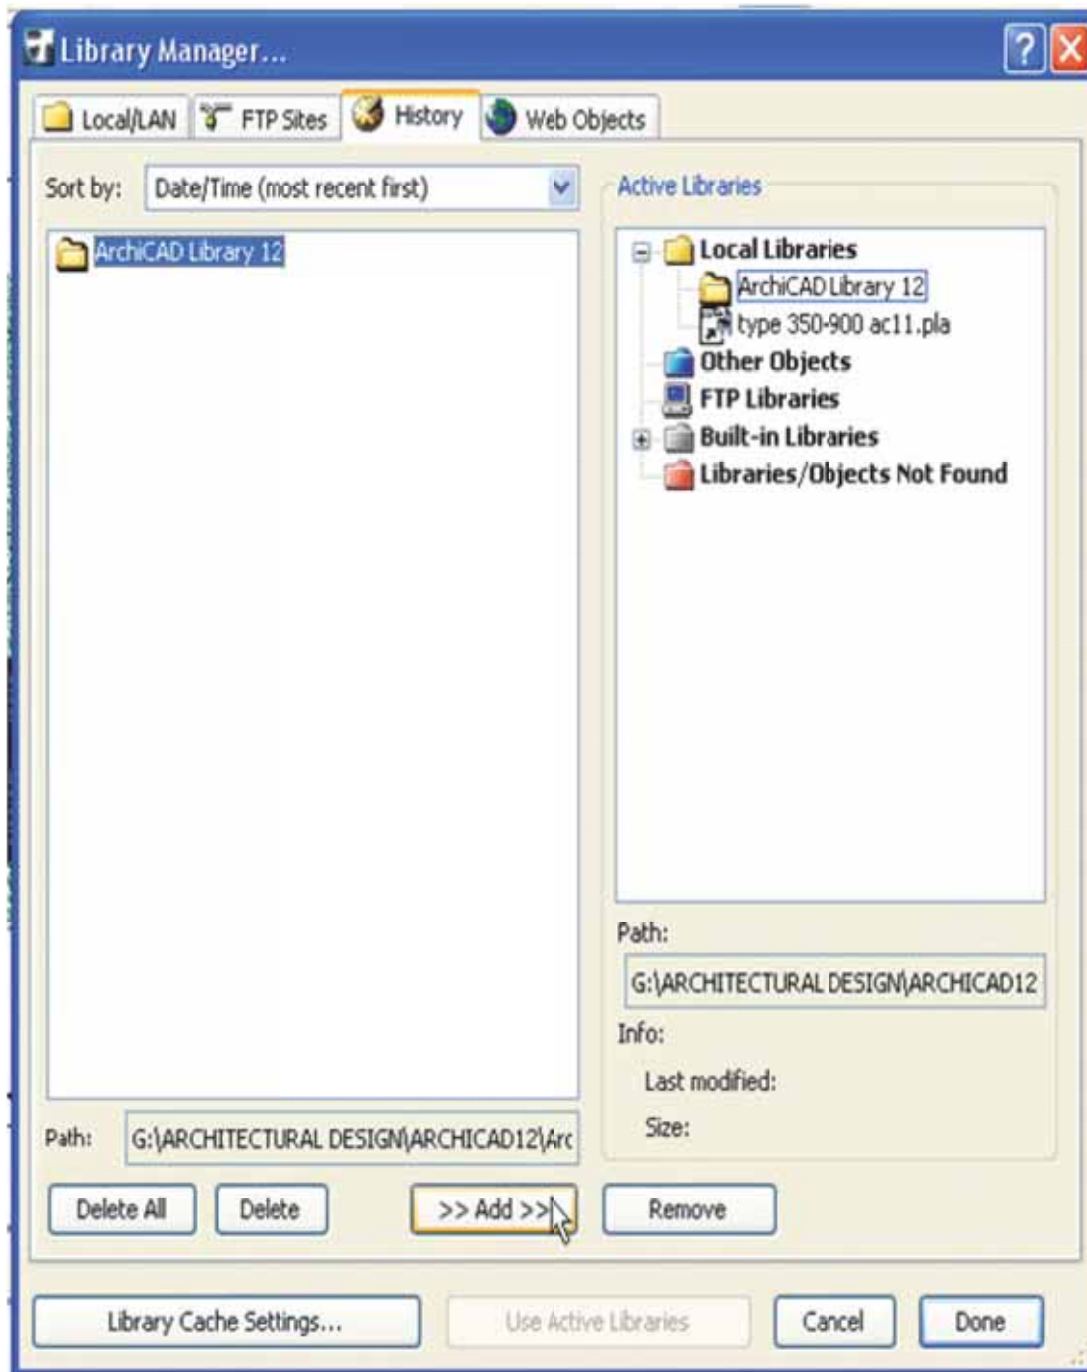 Library Manager...
Local/LAN
FTP Sites
History
Web Objects
Sort by:
Date/Time (most recent first)
ArchiCAD Library 12
Path:
G:\ARCHITECTURAL DESIGN\ARCHICAD12\Arc
Delete All
Delete
>> Add >>
Active Libraries
Local Libraries
ArchiCAD Library 12
type 350-900 ac11.pla
Other Objects
FTP Libraries
Built-in Libraries
Libraries/Objects Not Found
Path:
G:\ARCHITECTURAL DESIGN\ARCHICAD12
Info:
Last modified:
Size:
Remove
Library Cache Settings...
Use Active Libraries
Cancel
Done